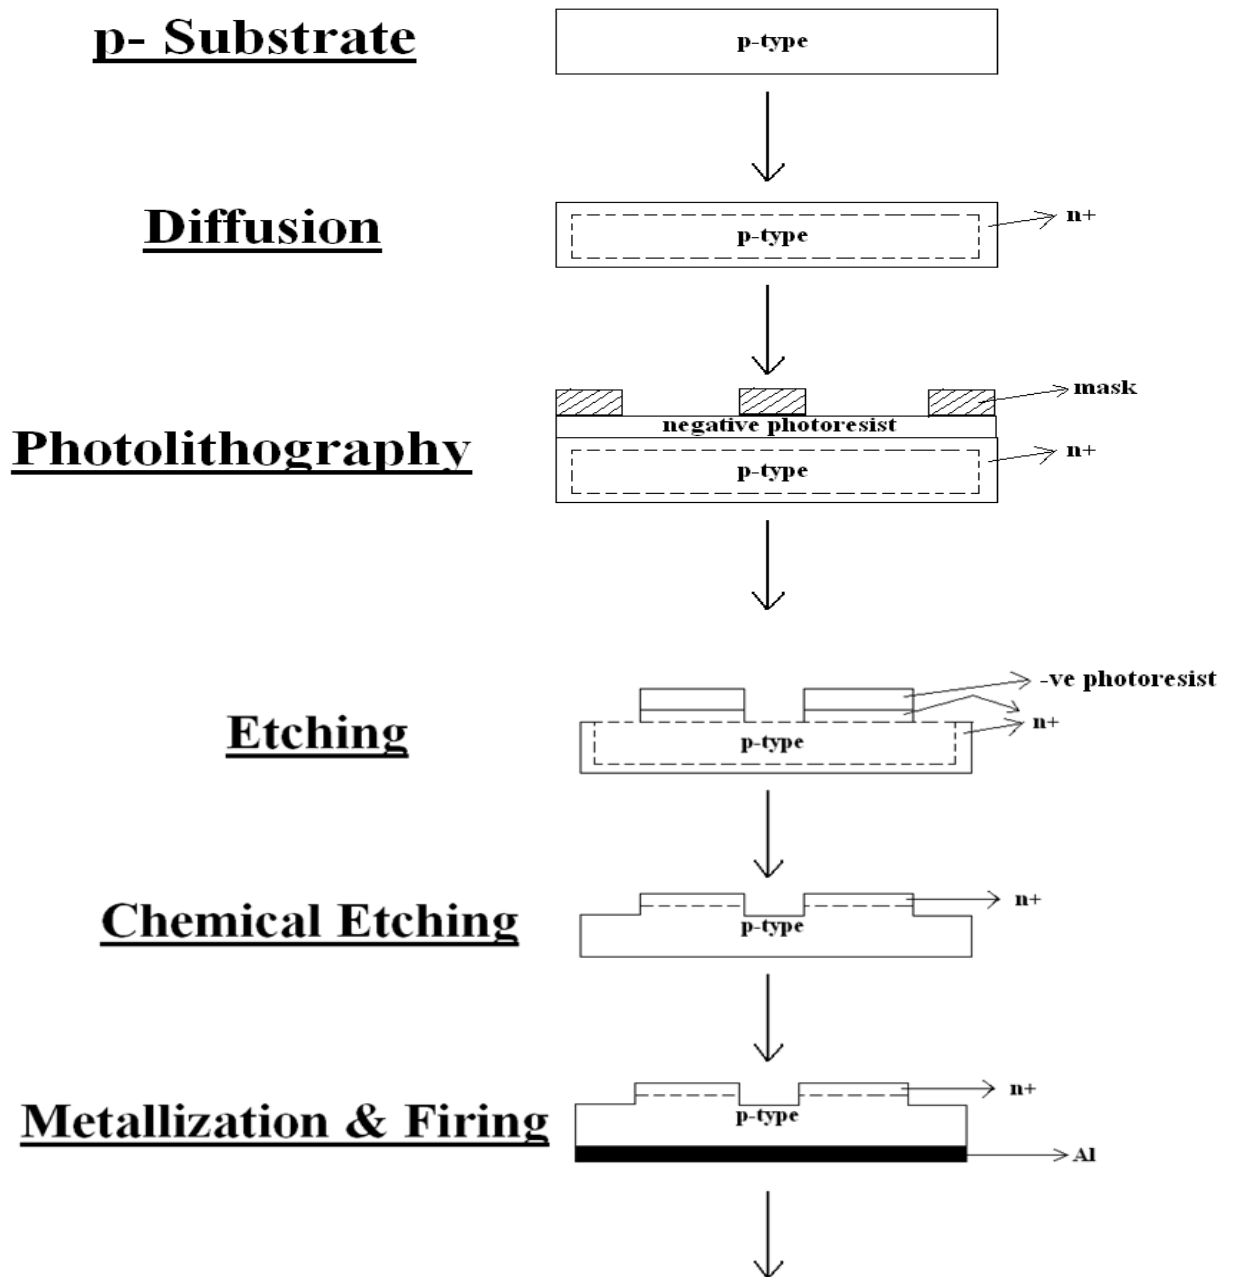 p- Substrate
p-type
Diffusion
n+
p-type
mask
negative photoresist
Photolithography
n+
p-type
-ve photoresist
Etching
n+
p-type
Chemical Etching
n+
p-type
Metallization & Firing
n+
p-type
Al